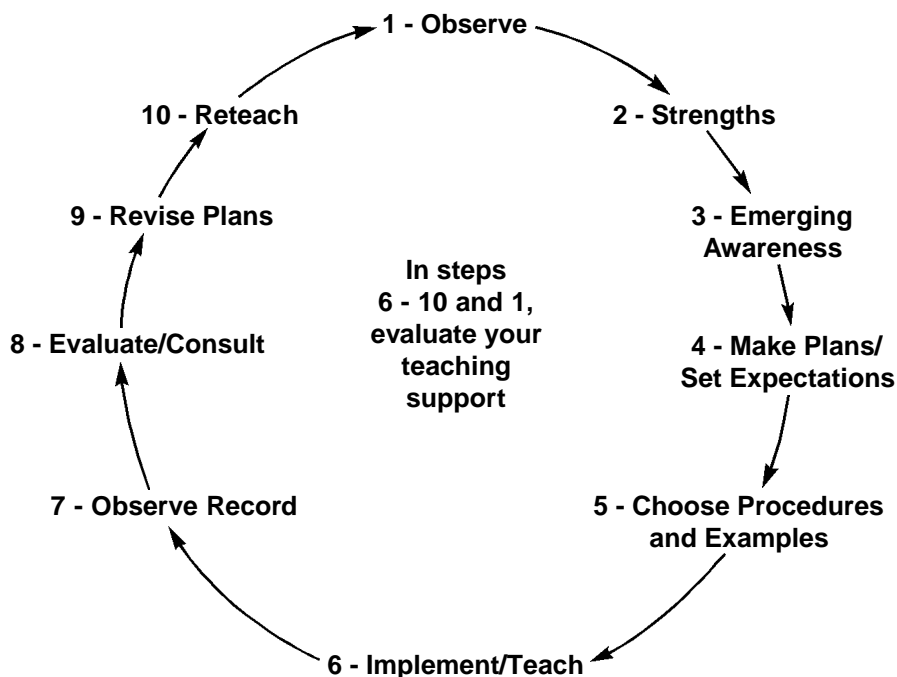 1 - Observe
2 - Strengths
3 - Emerging
Awareness
4 - Make Plans/
Set Expectations
5 - Choose Procedures
and Examples
6 - Implement/Teach
7 - Observe Record
8 - Evaluate/Consult
9 - Revise Plans
10 - Reteach
In steps
6 - 10 and 1,
evaluate your
teaching
support